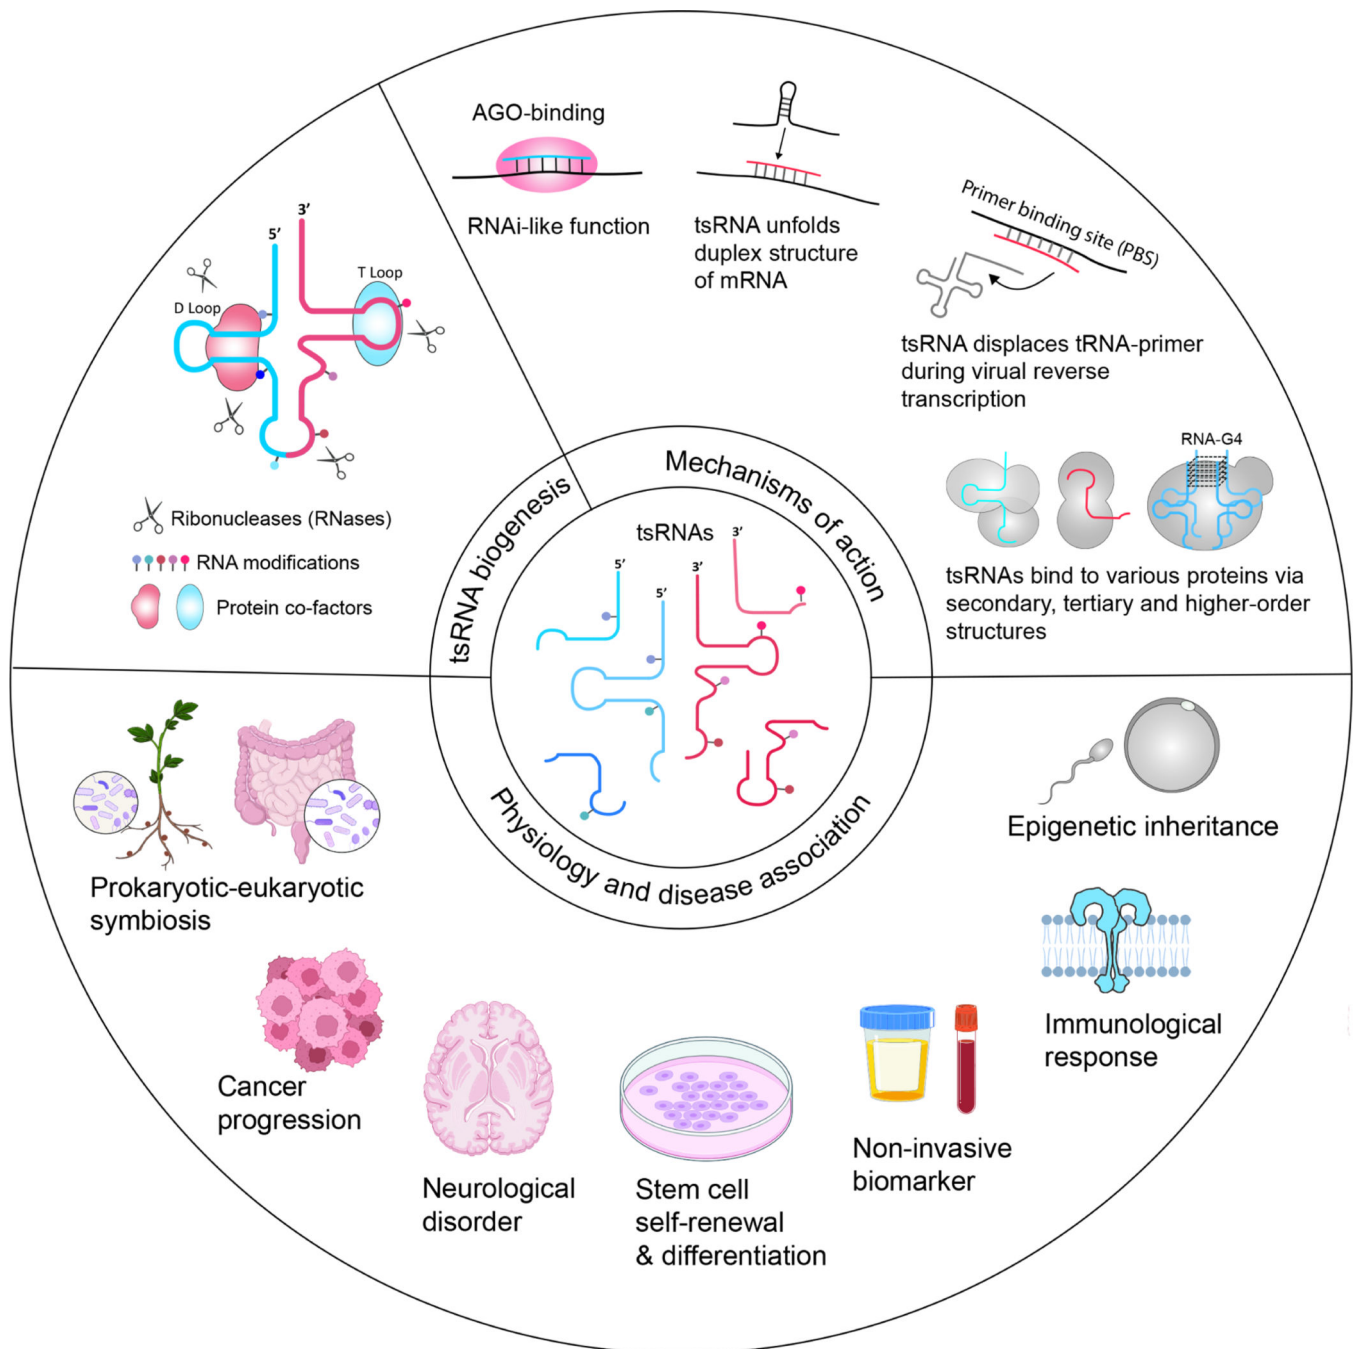 AGO-binding
RNAi-like function
tsRNA unfolds
duplex structure
of mRNA
Primer binding site (PBS)
tsRNA displaces tRNA-primer
during virual reverse
transcription
RNA-G4
tsRNAs bind to various proteins via
secondary, tertiary and higher-order
structures
3’
5’
T Loop
D Loop
Ribonucleases (RNases)
RNA modifications
Protein co-factors
tsRNA biogenesis
Mechanisms of action
Physiology and disease association
tsRNAs
3’
5’
3’
5’
Prokaryotic-eukaryotic
symbiosis
Cancer
progression
Neurological
disorder
Stem cell
self-renewal
& differentiation
Non-invasive
biomarker
Immunological
response
Epigenetic inheritance